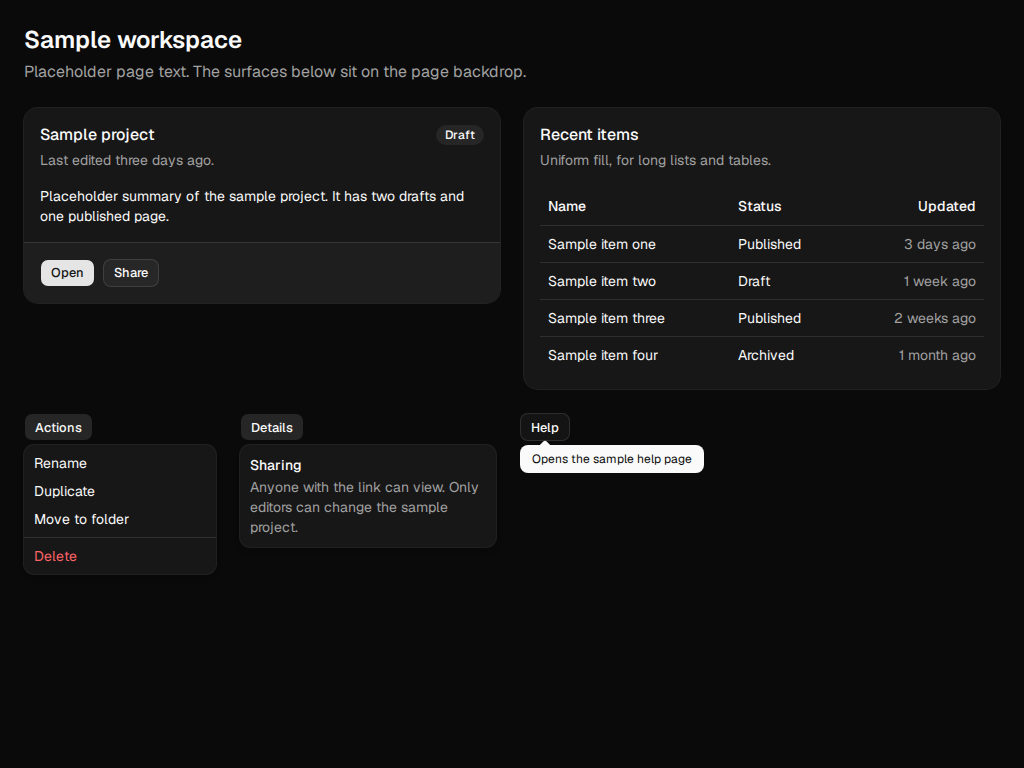 Sample workspace
Placeholder page text. The surfaces below sit on the page backdrop.
Sample project
Draft
Last edited three days ago.
Placeholder summary of the sample project. It has two drafts and
one published page.
Open
Share
Recent items
Uniform fill, for long lists and tables.
Name Status Updated
Sample item one Published 3 days ago
Sample item two Draft 1 week ago
Sample item three Published 2 weeks ago
Sample item four Archived 1 month ago
Actions
Rename
Duplicate
Move to folder
Delete
Details
Sharing
Anyone with the link can view. Only
editors can change the sample
project.
Help
Opens the sample help page